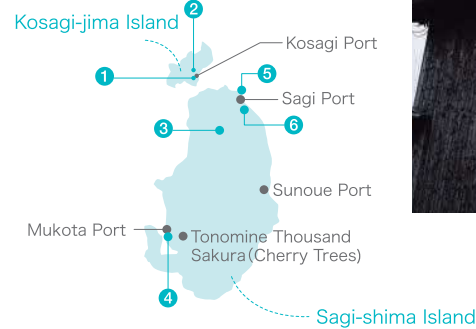 2
Kosagi-jima Island
Kosagi Port
1
5
Sagi Port
3
6
Sunoue Port
Mukota Port
Tonomine Thousand
Sakura(Cherry Trees)
4
Sagi-shima Island